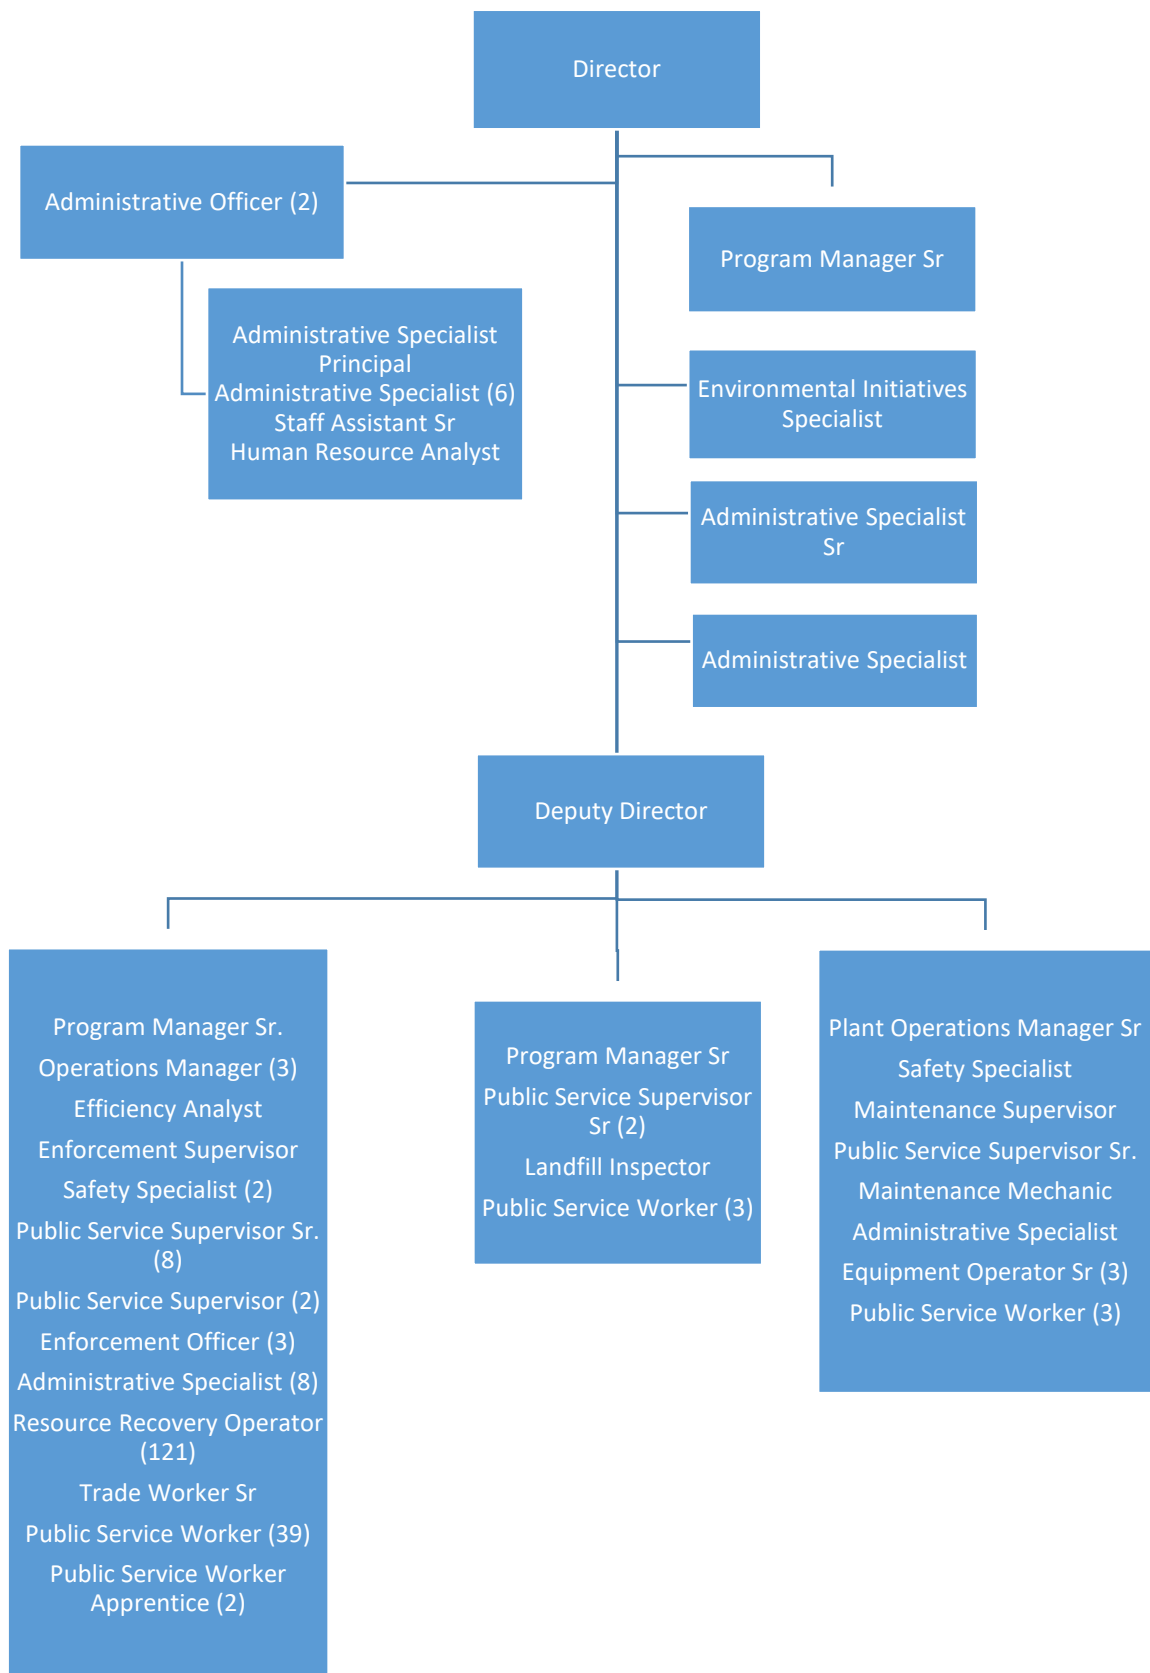 Director
Administrative Officer (2)
Program Manager Sr
Administrative Specialist
Principal
Administrative Specialist (6)
Staff Assistant Sr
Human Resource Analyst
Environmental Initiatives
Specialist
Administrative Specialist
Sr
Administrative Specialist
Deputy Director
Program Manager Sr.
Operations Manager (3)
Efficiency Analyst
Enforcement Supervisor
Safety Specialist (2)
Public Service Supervisor Sr.
(8)
Public Service Supervisor (2)
Enforcement Officer (3)
Administrative Specialist (8)
Resource Recovery Operator
(121)
Trade Worker Sr
Public Service Worker (39)
Public Service Worker
Apprentice (2)
Program Manager Sr
Public Service Supervisor
Sr (2)
Landfill Inspector
Public Service Worker (3)
Plant Operations Manager Sr
Safety Specialist
Maintenance Supervisor
Public Service Supervisor Sr.
Maintenance Mechanic
Administrative Specialist
Equipment Operator Sr (3)
Public Service Worker (3)